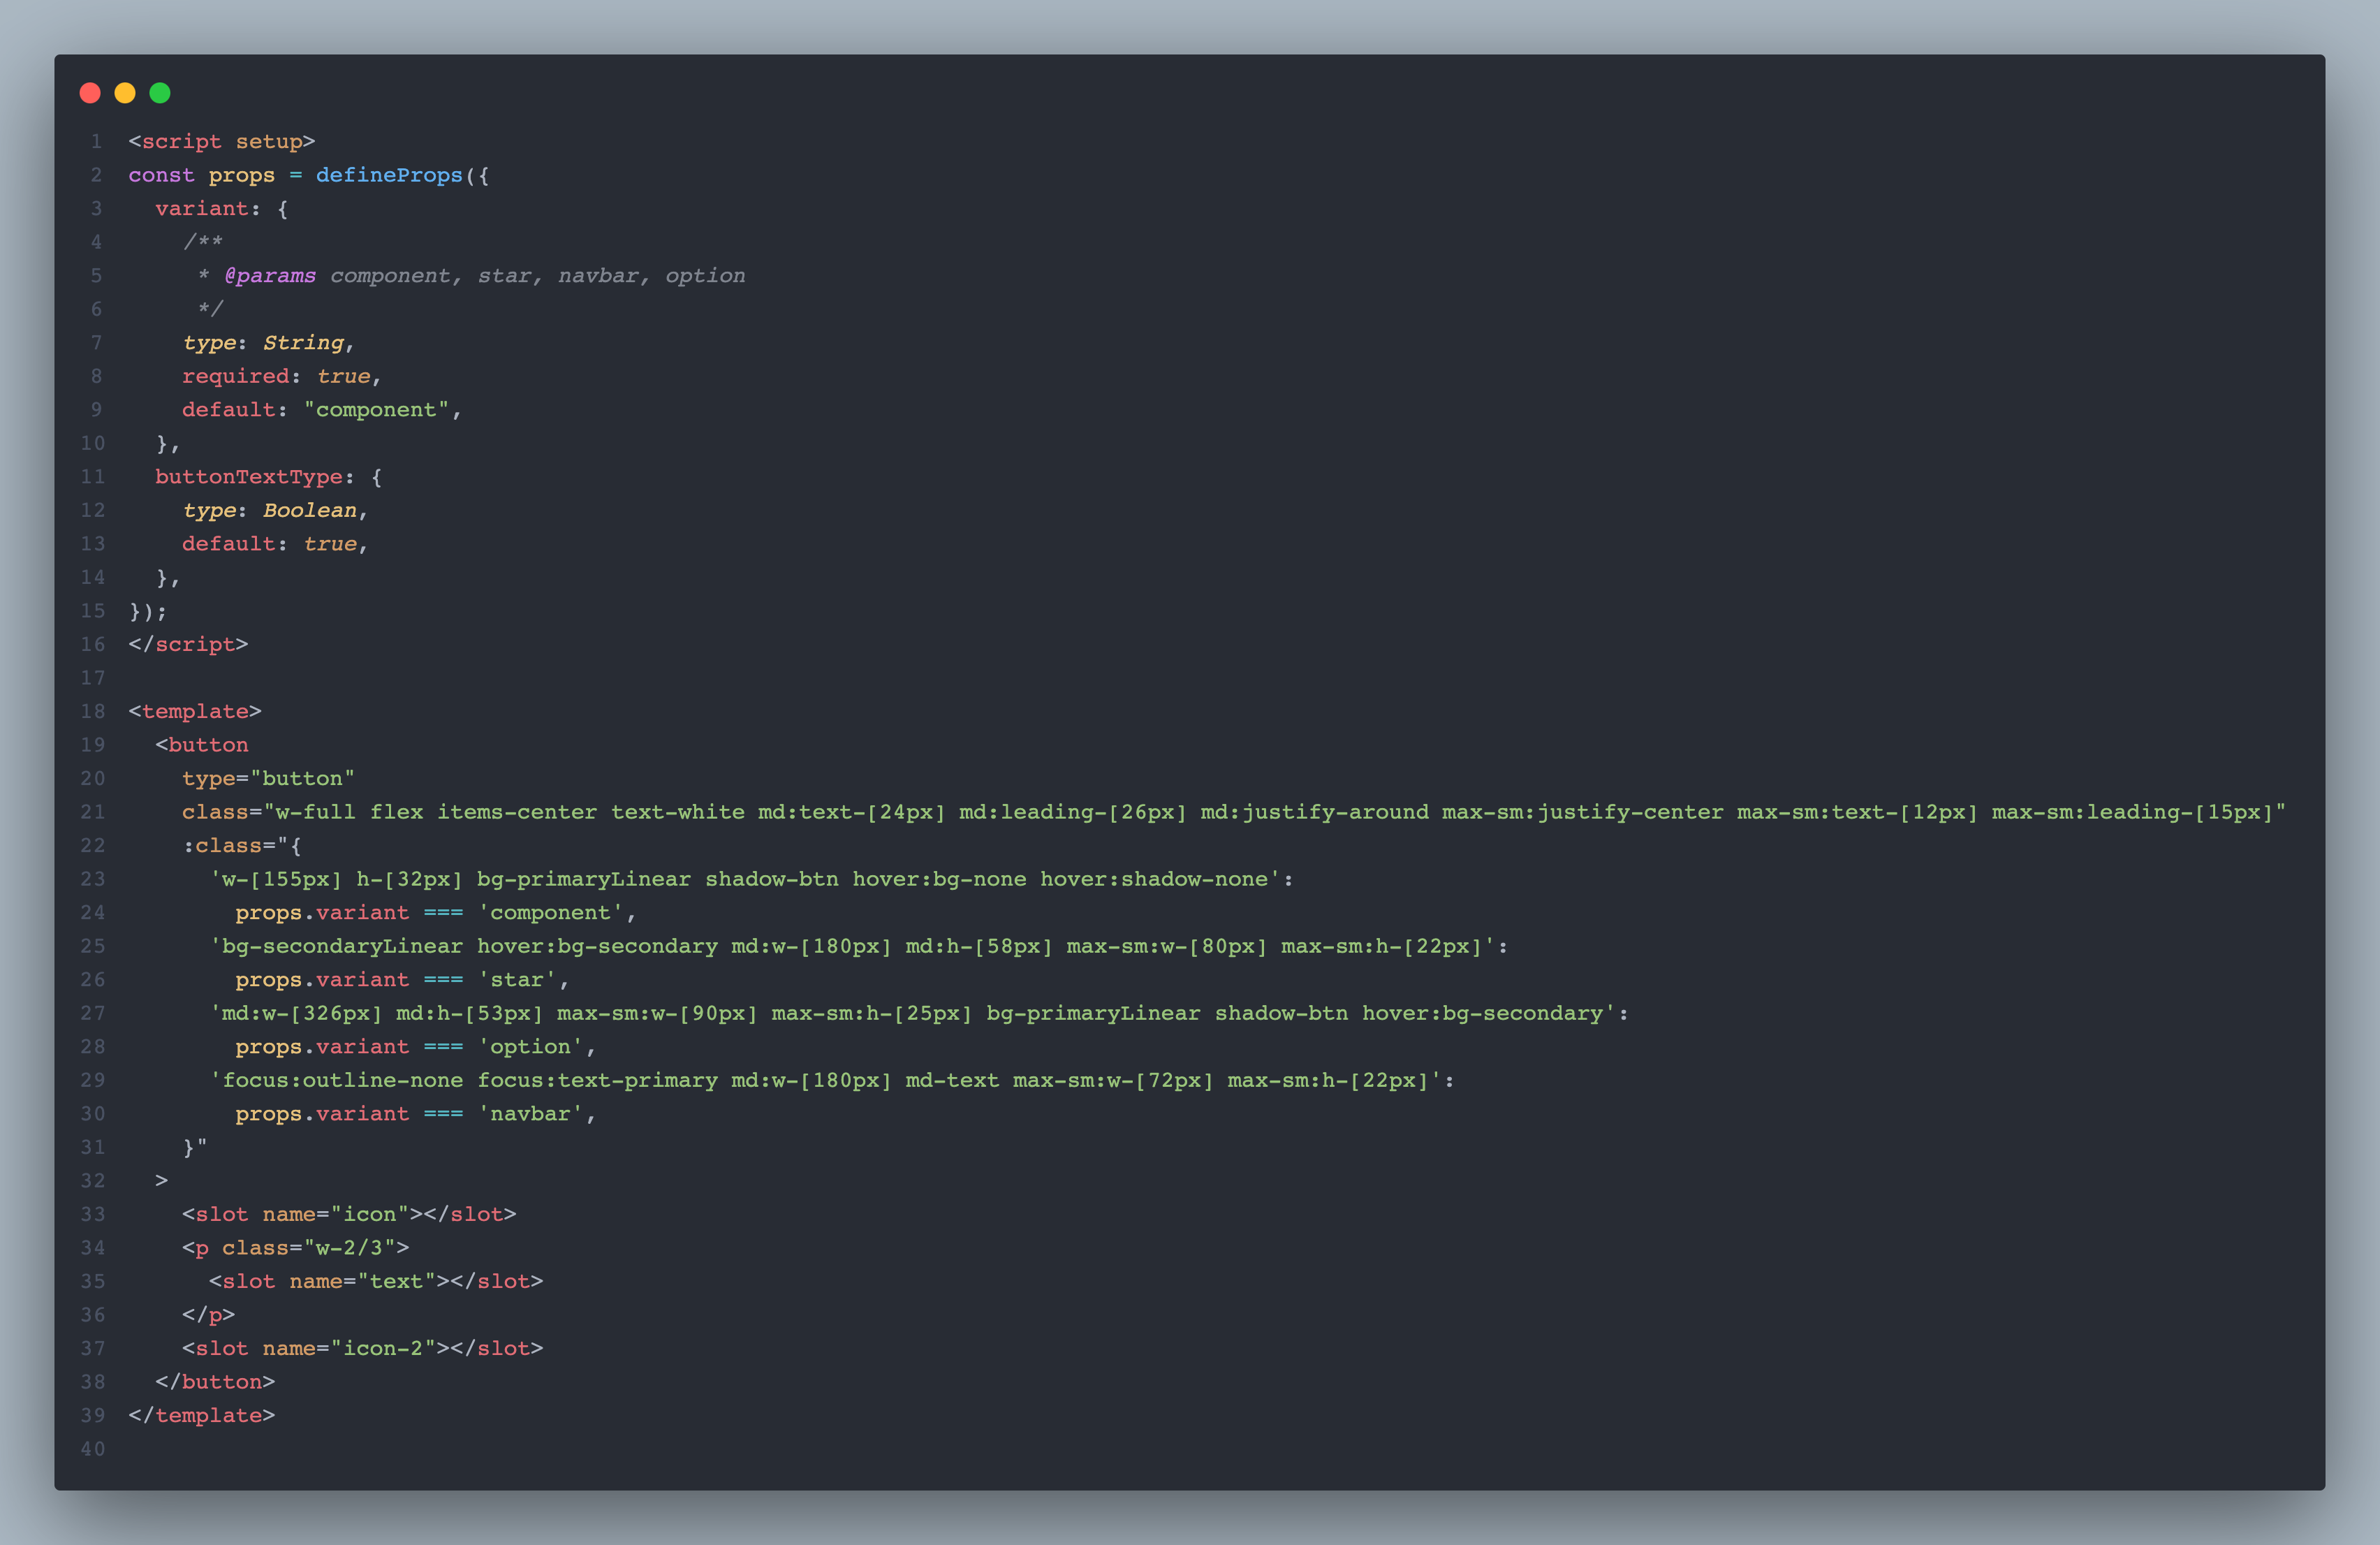 1 <script setup>
2 const props = defineProps({
3   variant: {
4     /**
5      * @params component, star, navbar, option
6      */
7     type: String,
8     required: true,
9     default: "component",
10   },
11   buttonTextType: {
12     type: Boolean,
13     default: true,
14   },
15 });
16 </script>
17
18 <template>
19   <button
20     type="button"
21     class="w-full flex items-center text-white md:text-[24px] md:leading-[26px] md:justify-around max-sm:justify-center max-sm:text-[12px] max-sm:leading-[15px]"
22     :class="{
23       'w-[155px] h-[32px] bg-primaryLinear shadow-btn hover:bg-none hover:shadow-none':
24         props.variant === 'component',
25       'bg-secondaryLinear hover:bg-secondary md:w-[180px] md:h-[58px] max-sm:w-[80px] max-sm:h-[22px]':
26         props.variant === 'star',
27       'md:w-[326px] md:h-[53px] max-sm:w-[90px] max-sm:h-[25px] bg-primaryLinear shadow-btn hover:bg-secondary':
28         props.variant === 'option',
29       'focus:outline-none focus:text-primary md:w-[180px] md-text max-sm:w-[72px] max-sm:h-[22px]':
30         props.variant === 'navbar',
31     }"
32   >
33     <slot name="icon"></slot>
34     <p class="w-2/3">
35       <slot name="text"></slot>
36     </p>
37     <slot name="icon-2"></slot>
38   </button>
39 </template>
40